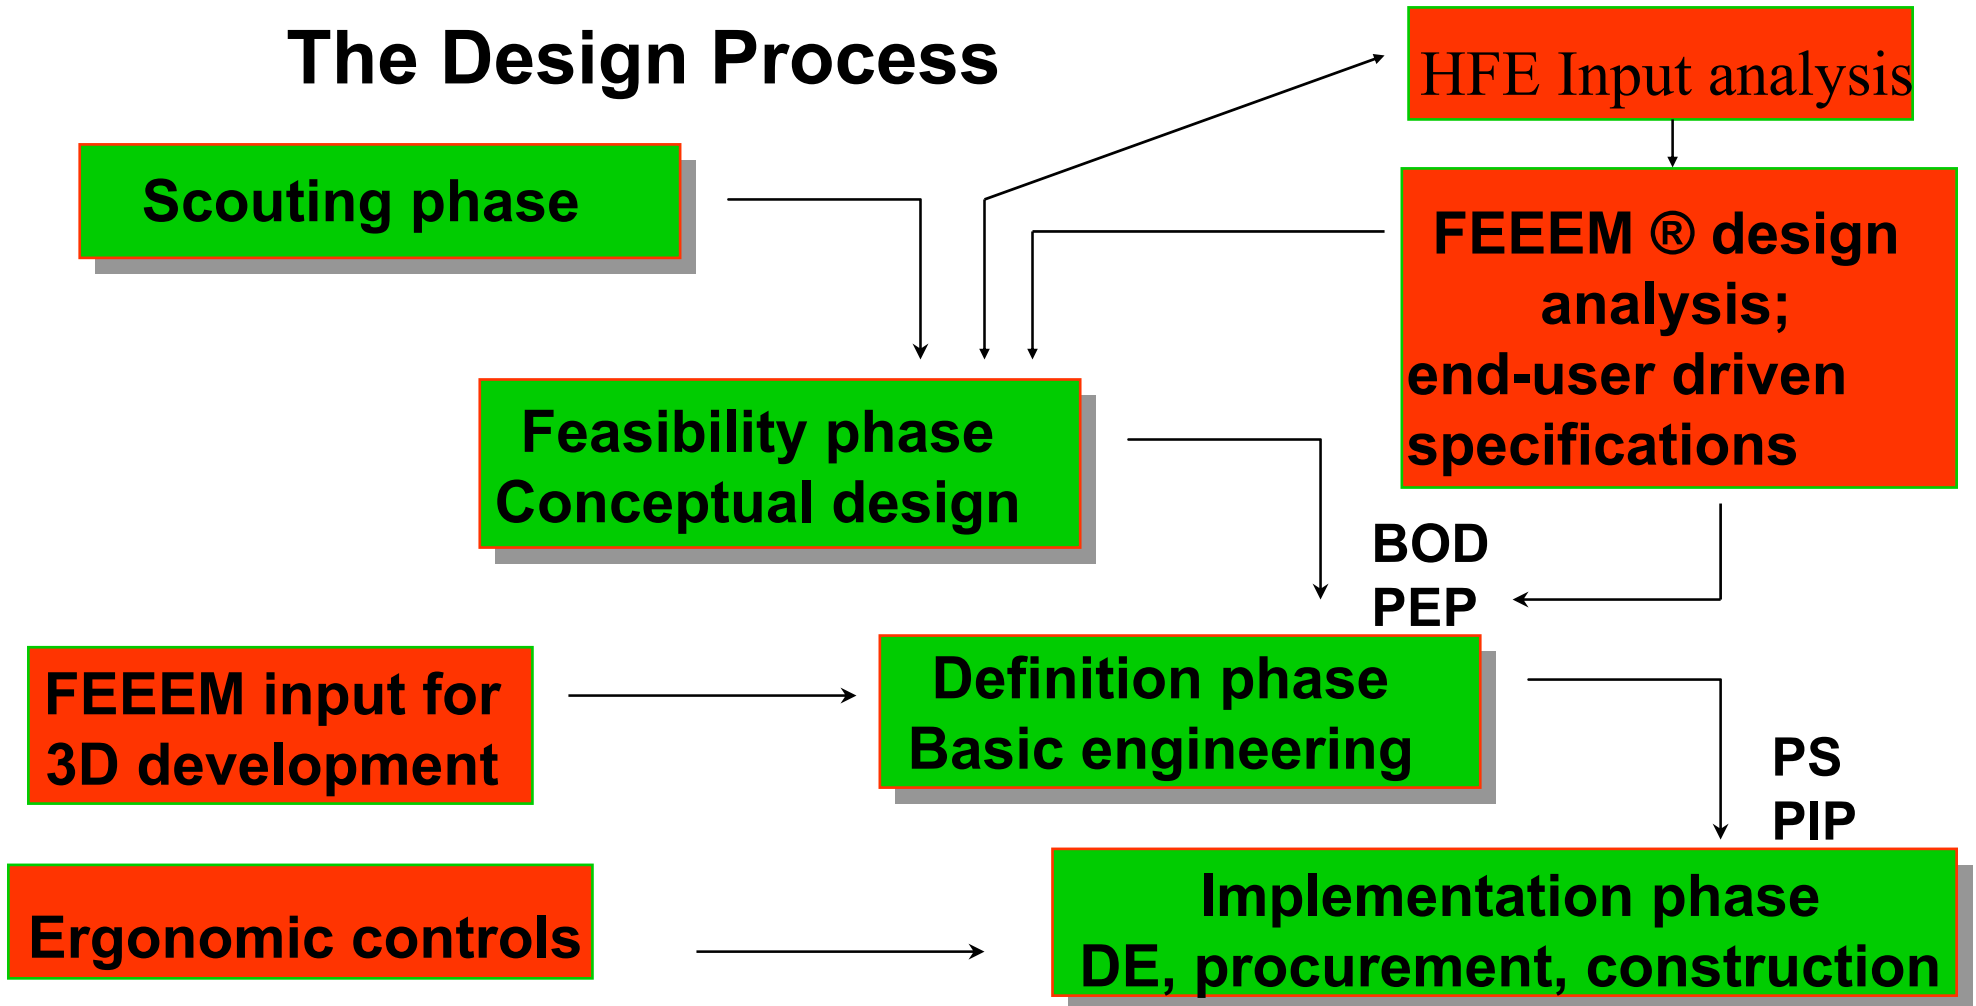 The Design Process
HFE Input analysis
Scouting phase
FEEEM ® design
analysis;
end-user driven
specifications
Feasibility phase
Conceptual design
BOD
PEP
FEEEM input for
3D development
Definition phase
Basic engineering
PS
PIP
Ergonomic controls
Implementation phase
DE, procurement, construction